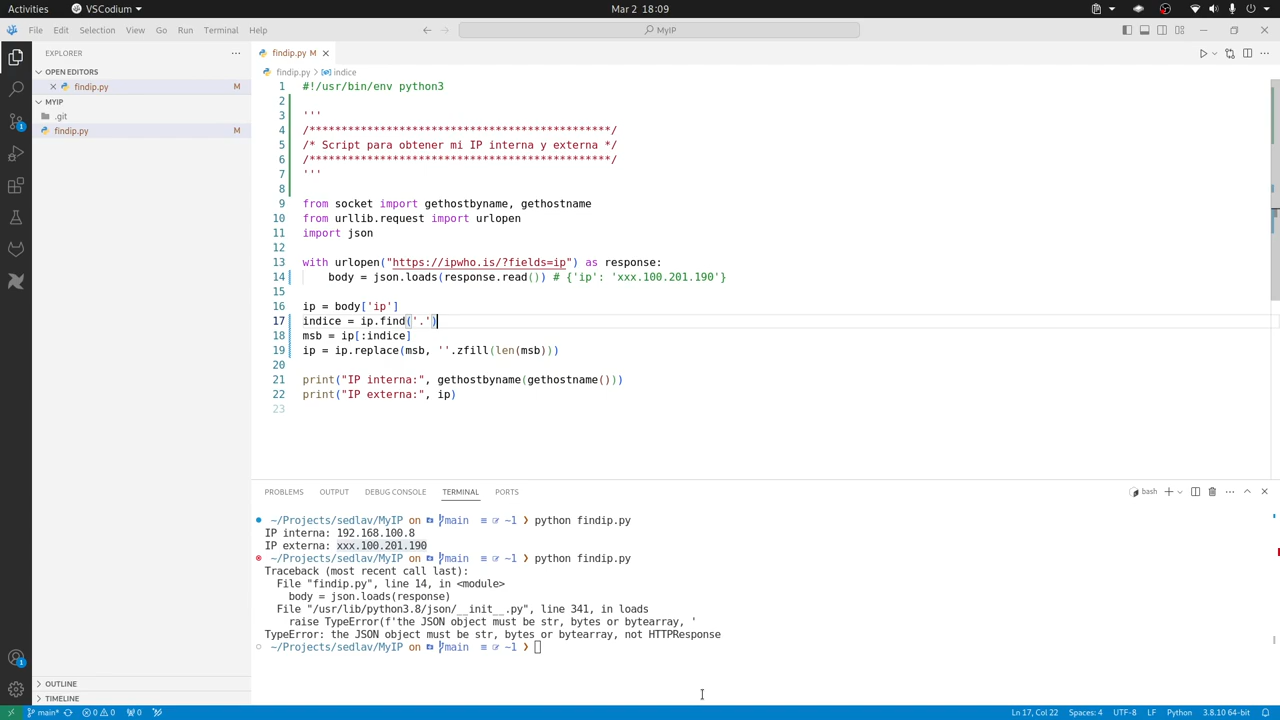 Activities VSCodium Mar 2 18:09
File Edit Selection View Go Run Terminal Help MyIP
EXPLORER
OPEN EDITORS
findip.py M
MYIP
.git
findip.py M
OUTLINE
TIMELINE
findip.py M
findip.py > indice
1 #!/usr/bin/env python3
2
3 '''
4 /***********************************************/
5 /* Script para obtener mi IP interna y externa */
6 /***********************************************/
7 '''
8
9 from socket import gethostbyname, gethostname
10 from urllib.request import urlopen
11 import json
12
13 with urlopen("https://ipwho.is/?fields=ip") as response:
14     body = json.loads(response.read()) # {'ip': 'xxx.100.201.190'}
15
16 ip = body['ip']
17 indice = ip.find('.')
18 msb = ip[:indice]
19 ip = ip.replace(msb, ''.zfill(len(msb)))
20
21 print("IP interna:", gethostbyname(gethostname()))
22 print("IP externa:", ip)
23
PROBLEMS OUTPUT DEBUG CONSOLE TERMINAL PORTS bash
~/Projects/sedlav/MyIP on main ≡ ~1 ❯ python findip.py
IP interna: 192.168.100.8
IP externa: xxx.100.201.190
~/Projects/sedlav/MyIP on main ≡ ~1 ❯ python findip.py
Traceback (most recent call last):
  File "findip.py", line 14, in <module>
    body = json.loads(response)
  File "/usr/lib/python3.8/json/__init__.py", line 341, in loads
    raise TypeError(f'the JSON object must be str, bytes or bytearray, '
TypeError: the JSON object must be str, bytes or bytearray, not HTTPResponse
~/Projects/sedlav/MyIP on main ≡ ~1 ❯
main* 0 0 0 Ln 17, Col 22 Spaces: 4 UTF-8 LF Python 3.8.10 64-bit